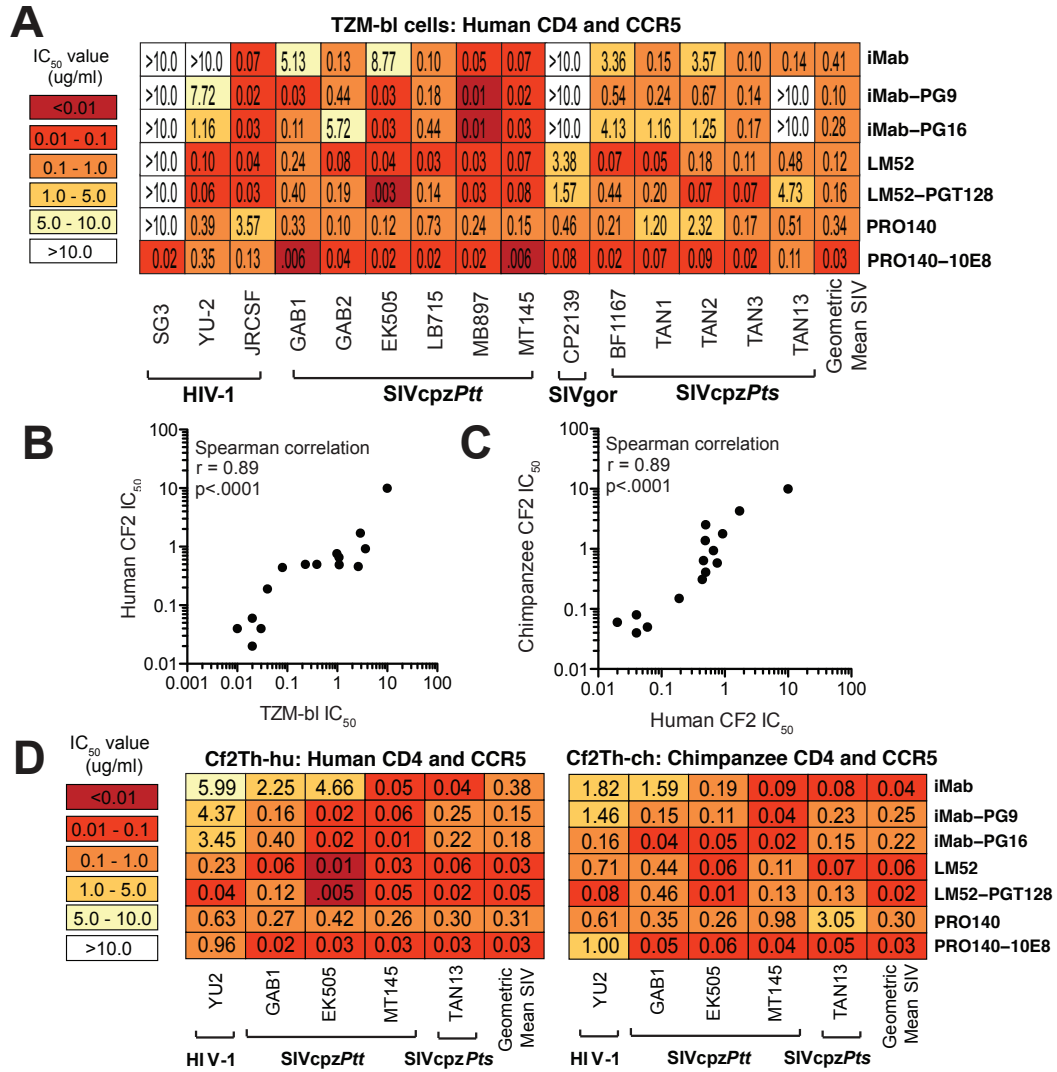 A
TZM-bl cells: Human CD4 and CCR5
IC50 value
(ug/ml)
<0.01
0.01 - 0.1
0.1 - 1.0
1.0 - 5.0
5.0 - 10.0
>10.0
>10.0 >10.0 0.07 5.13 0.13 8.77 0.10 0.05 0.07 >10.0 3.36 0.15 3.57 0.10 0.14 0.41 iMab
>10.0 7.72 0.02 0.03 0.44 0.03 0.18 0.01 0.02 >10.0 0.54 0.24 0.67 0.14 >10.0 0.10 iMab–PG9
>10.0 1.16 0.03 0.11 5.72 0.03 0.44 0.01 0.03 >10.0 4.13 1.16 1.25 0.17 >10.0 0.28 iMab–PG16
>10.0 0.10 0.04 0.24 0.08 0.04 0.03 0.03 0.07 3.38 0.07 0.05 0.18 0.11 0.48 0.12 LM52
>10.0 0.06 0.03 0.40 0.19 .003 0.14 0.03 0.08 1.57 0.44 0.20 0.07 0.07 4.73 0.16 LM52–PGT128
>10.0 0.39 3.57 0.33 0.10 0.12 0.73 0.24 0.15 0.46 0.21 1.20 2.32 0.17 0.51 0.34 PRO140
0.02 0.35 0.13 .006 0.04 0.02 0.02 0.02 .006 0.08 0.02 0.07 0.09 0.02 0.11 0.03 PRO140–10E8
SG3 YU-2 JRCSF GAB1 GAB2 EK505 LB715 MB897 MT145 CP2139 BF1167 TAN1 TAN2 TAN3 TAN13 Geometric Mean SIV
HIV-1 SIVcpzPtt SIVgor SIVcpzPts
B
Spearman correlation
r = 0.89
p<.0001
Human CF2 IC50
100
10
1
0.1
0.01
0.001 0.01 0.1 1 10 100
TZM-bl IC50
C
Spearman correlation
r = 0.89
p<.0001
Chimpanzee CF2 IC50
100
10
1
0.1
0.01
0.01 0.1 1 10 100
Human CF2 IC50
D
IC50 value
(ug/ml)
<0.01
0.01 - 0.1
0.1 - 1.0
1.0 - 5.0
5.0 - 10.0
>10.0
Cf2Th-hu: Human CD4 and CCR5
5.99 2.25 4.66 0.05 0.04 0.38
4.37 0.16 0.02 0.06 0.25 0.15
3.45 0.40 0.02 0.01 0.22 0.18
0.23 0.06 0.01 0.03 0.06 0.03
0.04 0.12 .005 0.05 0.02 0.05
0.63 0.27 0.42 0.26 0.30 0.31
0.96 0.02 0.03 0.03 0.03 0.03
YU2 GAB1 EK505 MT145 TAN13 Geometric Mean SIV
HIV-1 SIVcpzPtt SIVcpzPts
Cf2Th-ch: Chimpanzee CD4 and CCR5
1.82 1.59 0.19 0.09 0.08 0.04 iMab
1.46 0.15 0.11 0.04 0.23 0.25 iMab–PG9
0.16 0.04 0.05 0.02 0.15 0.22 iMab–PG16
0.71 0.44 0.06 0.11 0.07 0.06 LM52
0.08 0.46 0.01 0.13 0.13 0.02 LM52–PGT128
0.61 0.35 0.26 0.98 3.05 0.30 PRO140
1.00 0.05 0.06 0.04 0.05 0.03 PRO140–10E8
YU2 GAB1 EK505 MT145 TAN13 Geometric Mean SIV
HIV-1 SIVcpzPtt SIVcpzPts